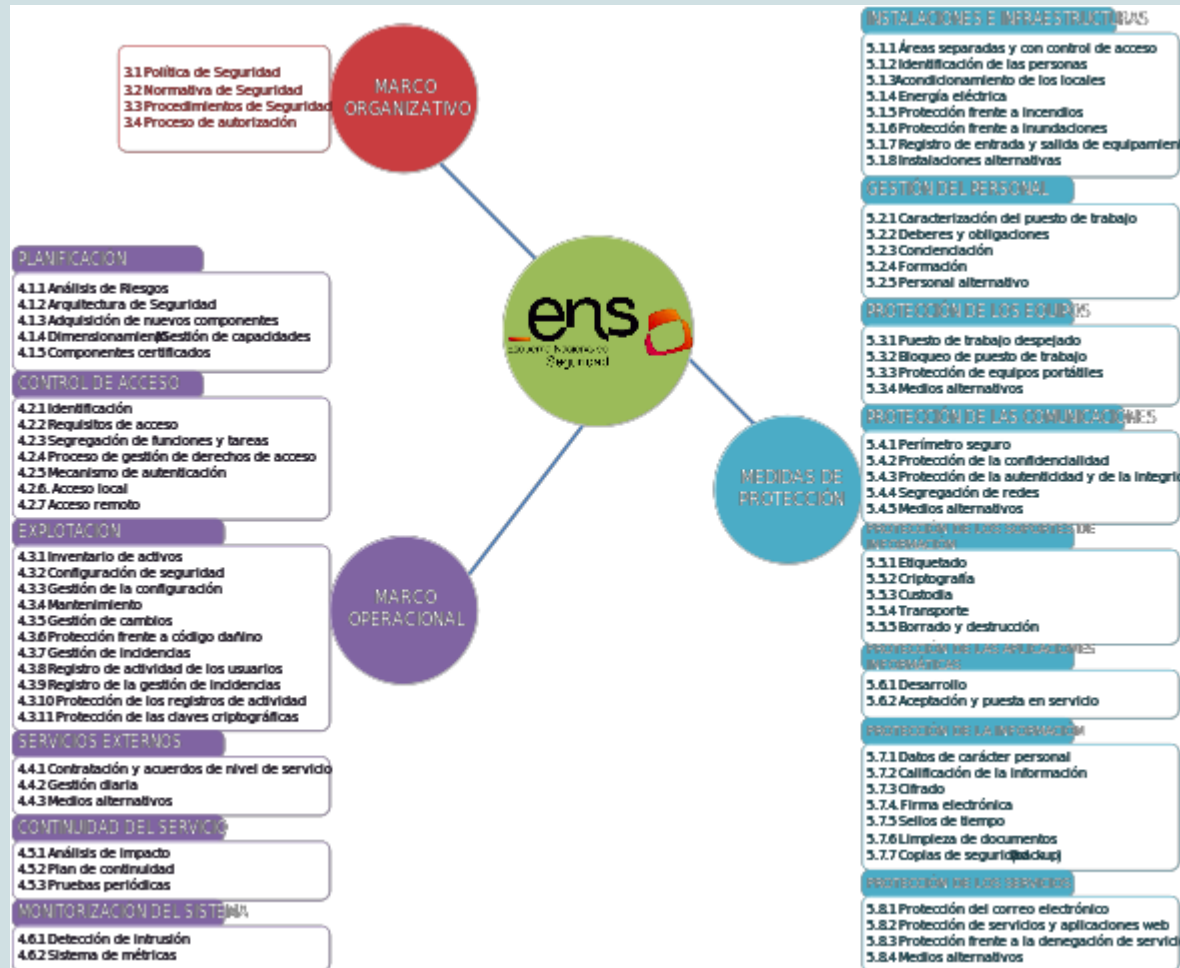 MARCO
ORGANIZATIVO
3.1 Política de Seguridad
3.2 Normativa de Seguridad
3.3 Procedimientos de Seguridad
3.4 Proceso de autorización
ens
Esquema Nacional de
Seguridad
MARCO
OPERACIONAL
PLANIFICACION
4.1.1 Análisis de Riesgos
4.1.2 Arquitectura de Seguridad
4.1.3 Adquisición de nuevos componentes
4.1.4 Dimensionamiento/Gestión de capacidades
4.1.5 Componentes certificados
CONTROL DE ACCESO
4.2.1 Identificación
4.2.2 Requisitos de acceso
4.2.3 Segregación de funciones y tareas
4.2.4 Proceso de gestión de derechos de acceso
4.2.5 Mecanismo de autenticación
4.2.6. Acceso local
4.2.7 Acceso remoto
EXPLOTACION
4.3.1 Inventario de activos
4.3.2 Configuración de seguridad
4.3.3 Gestión de la configuración
4.3.4 Mantenimiento
4.3.5 Gestión de cambios
4.3.6 Protección frente a código dañino
4.3.7 Gestión de incidencias
4.3.8 Registro de actividad de los usuarios
4.3.9 Registro de la gestión de incidencias
4.3.10 Protección de los registros de actividad
4.3.11 Protección de las claves criptográficas
SERVICIOS EXTERNOS
4.4.1 Contratación y acuerdos de nivel de servicio
4.4.2 Gestión diaria
4.4.3 Medios alternativos
CONTINUIDAD DEL SERVICIO
4.5.1 Análisis de impacto
4.5.2 Plan de continuidad
4.5.3 Pruebas periódicas
MONITORIZACION DEL SISTEMA
4.6.1 Detección de intrusión
4.6.2 Sistema de métricas
MEDIDAS DE
PROTECCION
INSTALACIONES E INFRAESTRUCTURAS
5.1.1 Áreas separadas y con control de acceso
5.1.2 Identificación de las personas
5.1.3 Acondicionamiento de los locales
5.1.4 Energía eléctrica
5.1.5 Protección frente a incendios
5.1.6 Protección frente a inundaciones
5.1.7 Registro de entrada y salida de equipamien
5.1.8 Instalaciones alternativas
GESTIÓN DEL PERSONAL
5.2.1 Caracterización del puesto de trabajo
5.2.2 Deberes y obligaciones
5.2.3 Concienciación
5.2.4 Formación
5.2.5 Personal alternativo
PROTECCIÓN DE LOS EQUIPOS
5.3.1 Puesto de trabajo despejado
5.3.2 Bloqueo de puesto de trabajo
5.3.3 Protección de equipos portátiles
5.3.4 Medios alternativos
PROTECCIÓN DE LAS COMUNICACIONES
5.4.1 Perímetro seguro
5.4.2 Protección de la confidencialidad
5.4.3 Protección de la autenticidad y de la integri
5.4.4 Segregación de redes
5.4.5 Medios alternativos
PROTECCIÓN DE LOS SOPORTES DE
INFORMACIÓN
5.5.1 Etiquetado
5.5.2 Criptografía
5.5.3 Custodia
5.5.4 Transporte
5.5.5 Borrado y destrucción
PROTECCIÓN DE LAS APLICACIONES
INFORMÁTICAS
5.6.1 Desarrollo
5.6.2 Aceptación y puesta en servicio
PROTECCIÓN DE LA INFORMACIÓN
5.7.1 Datos de carácter personal
5.7.2 Calificación de la información
5.7.3 Cifrado
5.7.4. Firma electrónica
5.7.5 Sellos de tiempo
5.7.6 Limpieza de documentos
5.7.7 Copias de seguridad (backup)
PROTECCIÓN DE LOS SERVICIOS
5.8.1 Protección del correo electrónico
5.8.2 Protección de servicios y aplicaciones web
5.8.3 Protección frente a la denegación de servici
5.8.4 Medios alternativos